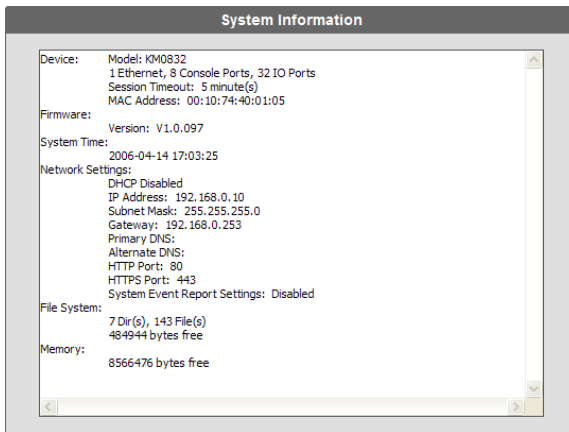 System Information
Device: Model: KM0832
1 Ethernet, 8 Console Ports, 32 IO Ports
Session Timeout: 5 minute(s)
MAC Address: 00:10:74:40:01:05
Firmware:
Version: V1.0.097
System Time:
2006-04-14 17:03:25
Network Settings:
DHCP Disabled
IP Address: 192.168.0.10
Subnet Mask: 255.255.255.0
Gateway: 192.168.0.253
Primary DNS:
Alternate DNS:
HTTP Port: 80
HTTPS Port: 443
System Event Report Settings: Disabled
File System:
7 Dir(s), 143 File(s)
484944 bytes free
Memory:
8566476 bytes free